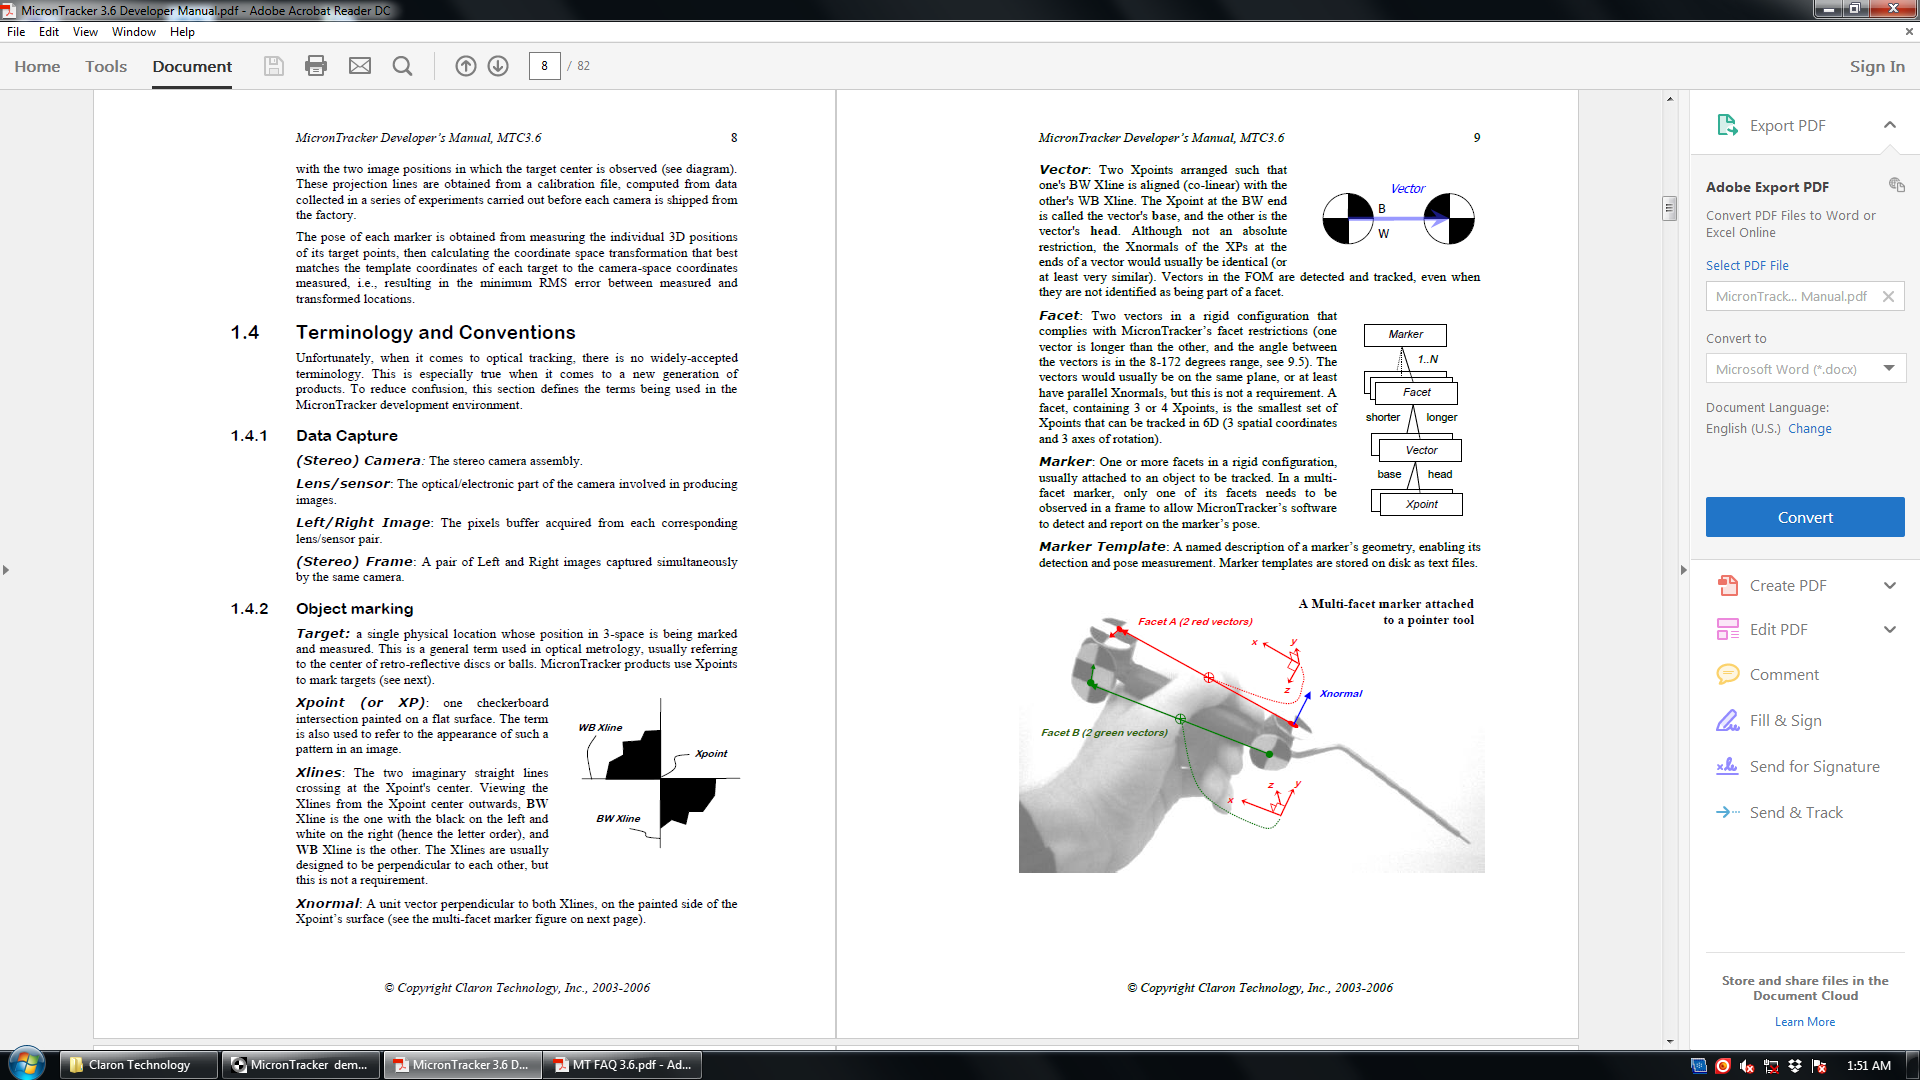 MicronTracker 3.6 Developer Manual.pdf - Adobe Acrobat Reader DC
File Edit View Window Help
Home Tools Document 8 / 82 Sign In
MicronTracker Developer's Manual, MTC3.6 8
with the two image positions in which the target center is observed (see diagram).
These projection lines are obtained from a calibration file, computed from data
collected in a series of experiments carried out before each camera is shipped from
the factory.
The pose of each marker is obtained from measuring the individual 3D positions
of its target points, then calculating the coordinate space transformation that best
matches the template coordinates of each target to the camera-space coordinates
measured, i.e., resulting in the minimum RMS error between measured and
transformed locations.
1.4 Terminology and Conventions
Unfortunately, when it comes to optical tracking, there is no widely-accepted
terminology. This is especially true when it comes to a new generation of
products. To reduce confusion, this section defines the terms being used in the
MicronTracker development environment.
1.4.1 Data Capture
(Stereo) Camera: The stereo camera assembly.
Lens/sensor: The optical/electronic part of the camera involved in producing
images.
Left/Right Image: The pixels buffer acquired from each corresponding
lens/sensor pair.
(Stereo) Frame: A pair of Left and Right images captured simultaneously
by the same camera.
1.4.2 Object marking
Target: a single physical location whose position in 3-space is being marked
and measured. This is a general term used in optical metrology, usually referring
to the center of retro-reflective discs or balls. MicronTracker products use Xpoints
to mark targets (see next).
Xpoint (or XP): one checkerboard
intersection painted on a flat surface. The term
is also used to refer to the appearance of such a
pattern in an image.
Xlines: The two imaginary straight lines
crossing at the Xpoint's center. Viewing the
Xlines from the Xpoint center outwards, BW
Xline is the one with the black on the left and
white on the right (hence the letter order), and
WB Xline is the other. The Xlines are usually
designed to be perpendicular to each other, but
this is not a requirement.
WB Xline
Xpoint
BW Xline
Xnormal: A unit vector perpendicular to both Xlines, on the painted side of the
Xpoint's surface (see the multi-facet marker figure on next page).
© Copyright Claron Technology, Inc., 2003-2006
MicronTracker Developer's Manual, MTC3.6 9
Vector: Two Xpoints arranged such that
one's BW Xline is aligned (co-linear) with the
other's WB Xline. The Xpoint at the BW end
is called the vector's base, and the other is the
vector's head. Although not an absolute
restriction, the Xnormals of the XPs at the
ends of a vector would usually be identical (or
at least very similar). Vectors in the FOM are detected and tracked, even when
they are not identified as being part of a facet.
Vector
B
W
Facet: Two vectors in a rigid configuration that
complies with MicronTracker's facet restrictions (one
vector is longer than the other, and the angle between
the vectors is in the 8-172 degrees range, see 9.5). The
vectors would usually be on the same plane, or at least
have parallel Xnormals, but this is not a requirement. A
facet, containing 3 or 4 Xpoints, is the smallest set of
Xpoints that can be tracked in 6D (3 spatial coordinates
and 3 axes of rotation).
Marker: One or more facets in a rigid configuration,
usually attached to an object to be tracked. In a multi-
facet marker, only one of its facets needs to be
observed in a frame to allow MicronTracker's software
to detect and report on the marker's pose.
Marker
1..N
Facet
shorter longer
Vector
base head
Xpoint
Marker Template: A named description of a marker's geometry, enabling its
detection and pose measurement. Marker templates are stored on disk as text files.
A Multi-facet marker attached
to a pointer tool
Facet A (2 red vectors)
x y
z
Xnormal
Facet B (2 green vectors)
x z y
© Copyright Claron Technology, Inc., 2003-2006
Export PDF
Adobe Export PDF
Convert PDF Files to Word or
Excel Online
Select PDF File
MicronTrack... Manual.pdf
Convert to
Microsoft Word (*.docx)
Document Language:
English (U.S.) Change
Convert
Create PDF
Edit PDF
Comment
Fill & Sign
Send for Signature
Send & Track
Store and share files in the
Document Cloud
Learn More
Claron Technology MicronTracker dem... MicronTracker 3.6 D... MT FAQ 3.6.pdf - Ad... 1:51 AM